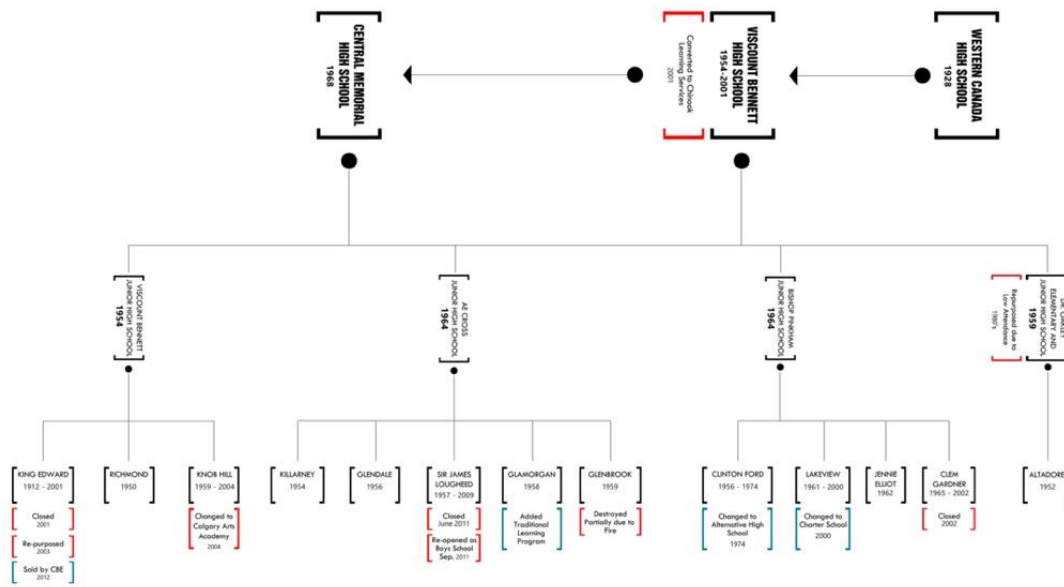 CENTRAL MEMORIAL
HIGH SCHOOL
1968
Converted to Chinook
Learning Services
2001
VISCOUNT BENNETT
HIGH SCHOOL
1954-2001
WESTERN CANADA
HIGH SCHOOL
1928
VISCOUNT BENNETT
JUNIOR HIGH SCHOOL
1954
AE CROSS
JUNIOR HIGH SCHOOL
1964
BISHOP PINKHAM
JUNIOR HIGH SCHOOL
1964
ELEMENTARY AND
JUNIOR HIGH SCHOOL
1959
Repurposed due to
Low Attendance
1980's
KING EDWARD
1912 - 2001
Closed
2001
Re-purposed
2003
Sold by CBE
2012
RICHMOND
1950
KNOB HILL
1959 - 2004
Changed to
Calgary Arts
Academy
2004
KILLARNEY
1954
GLENDALE
1956
SIR JAMES
LOUGHEED
1957 - 2009
Closed
June 2011
Re-opened as
Boys School
Sep. 2011
GLAMORGAN
1958
Added
Traditional
Learning
Program
GLENBROOK
1959
Destroyed
Partially due to
Fire
CLINTON FORD
1956 - 1974
Changed to
Alternative High
School
1974
LAKEVIEW
1961 - 2000
Changed to
Charter School
2000
JENNIE
ELLIOT
1962
CLEM
GARDNER
1965 - 2002
Closed
2002
ALTADORE
1952